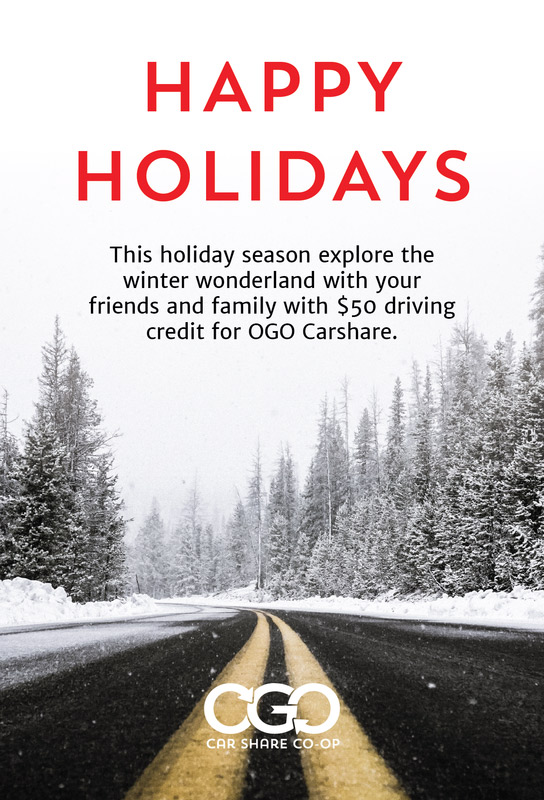 HAPPY
HOLIDAYS
This holiday season explore the
winter wonderland with your
friends and family with $50 driving
credit for OGO Carshare.
OGO
CAR SHARE CO-OP